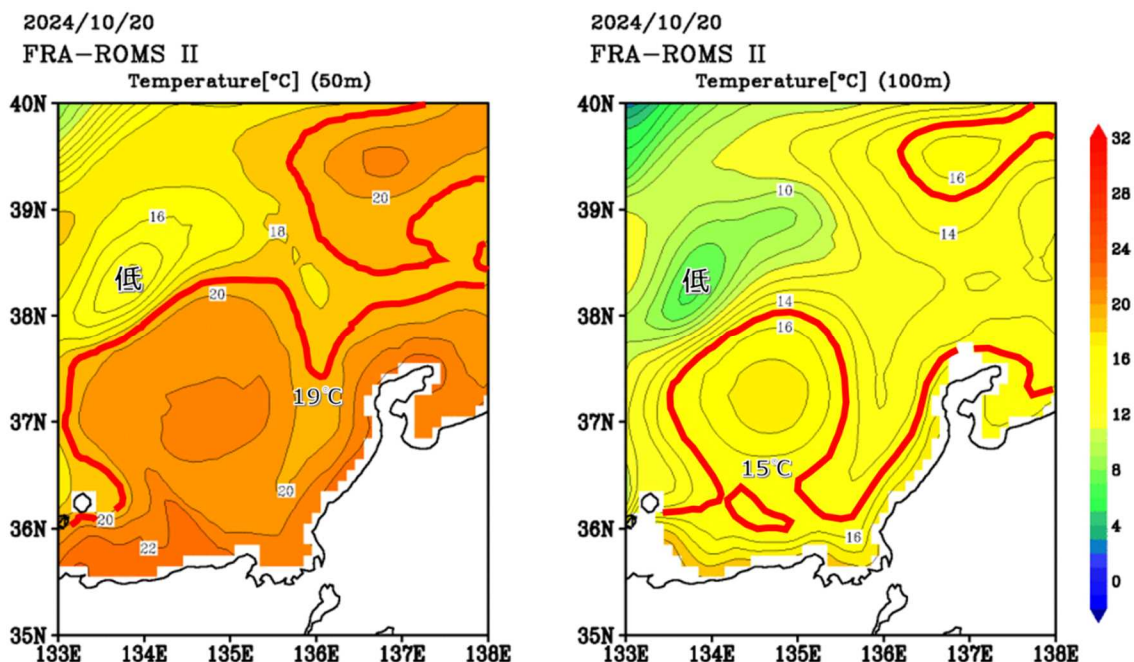 2024/10/20
FRA-ROMS II
Temperature[°C] (50m)
40N
39N
38N
37N
36N
35N
133E 134E 135E 136E 137E 138E
16
18
20
低
20
19℃
20
20
22
2024/10/20
FRA-ROMS II
Temperature[°C] (100m)
40N
39N
38N
37N
36N
35N
133E 134E 135E 136E 137E 138E
10
16
14
低
14
16
15℃
16
32
28
24
20
16
12
8
4
0